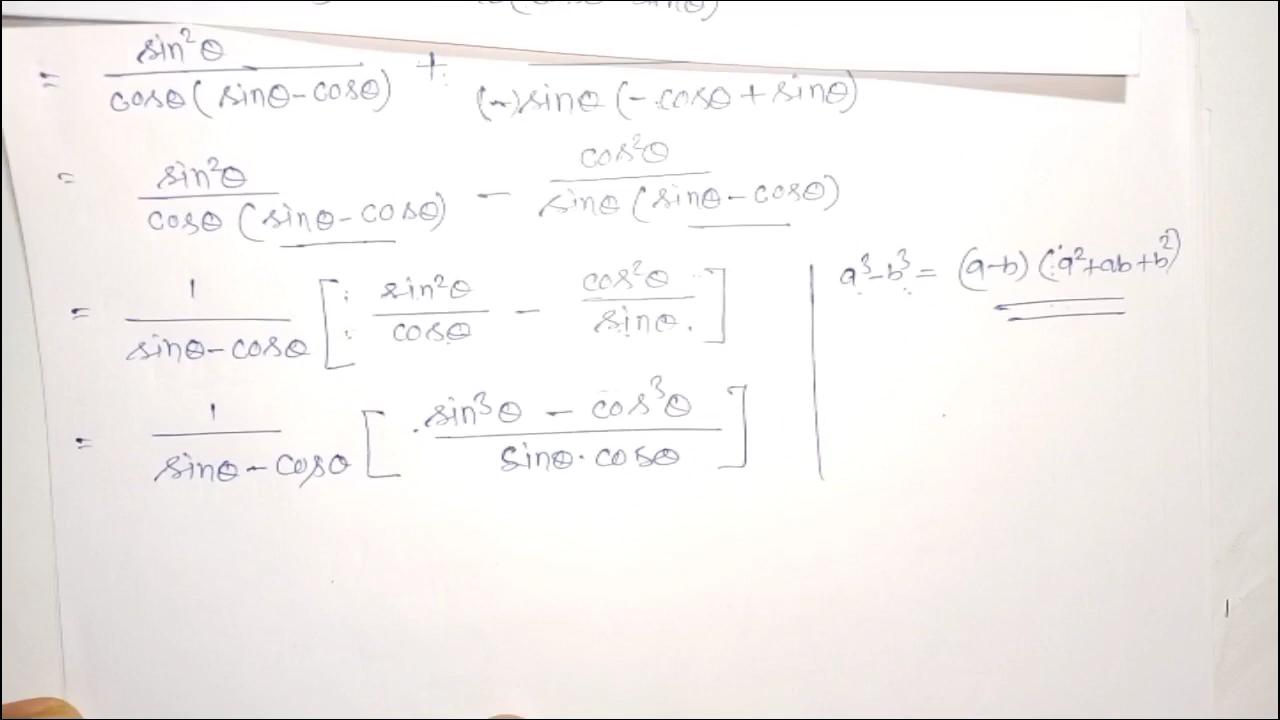 = sin²θ / cosθ(sinθ-cosθ) + / (-)sinθ(-cosθ+sinθ)
= sin²θ / cosθ(sinθ-cosθ) - cos²θ / sinθ(sinθ-cosθ)
= 1 / sinθ-cosθ [ sin²θ / cosθ - cos²θ / sinθ. ]
a³-b³ = (a-b)(a²+ab+b²)
= 1 / sinθ-cosθ [ sin³θ - cos³θ / sinθ·cosθ ]